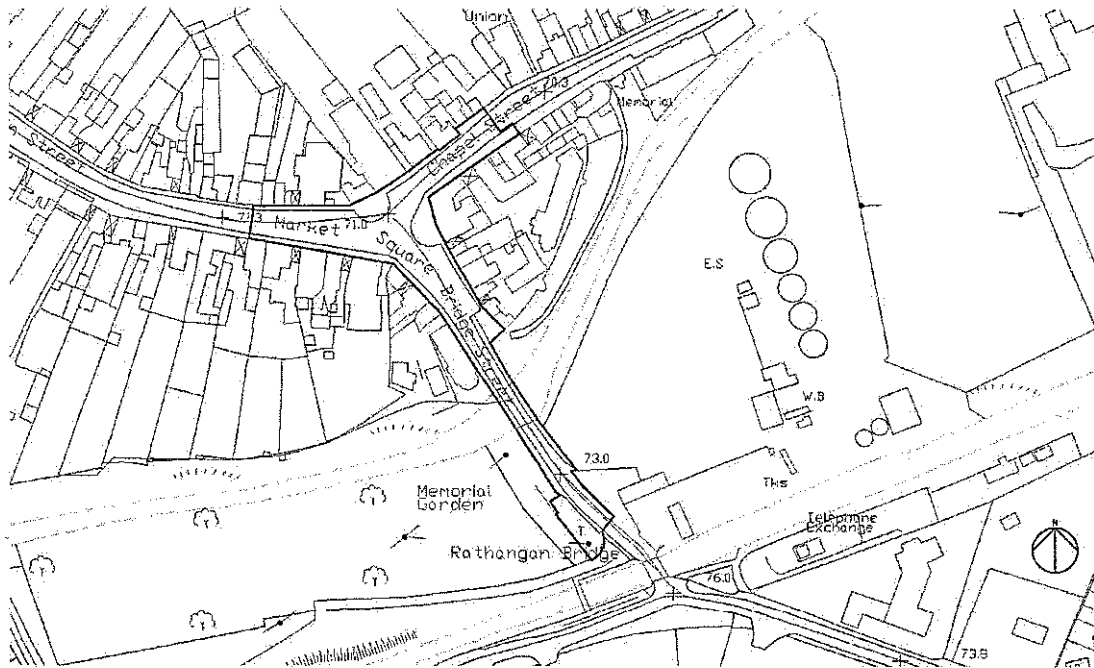 Union
70.3
Chapel Street
Memorial
Street
71.3
Market
71.0
Square
Bridge Street
E.S
W.B
73.0
Tks
Memorial
Garden
Telephone
Exchange
T
Rathangan Bridge
N
76.0
73.8